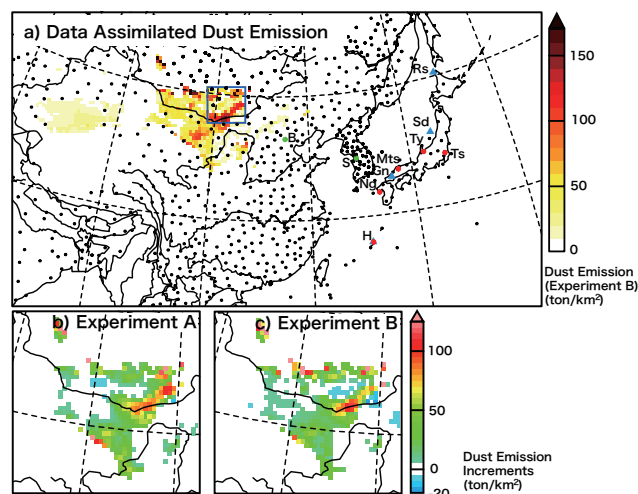 a) Data Assimilated Dust Emission
150
100
50
0
Dust Emission
(Experiment B)
(ton/km²)
Rs
Sd
Ty
Ts
B
S
Mts
Gn
Ng
H
b) Experiment A
c) Experiment B
100
50
0
-20
Dust Emission
Increments
(ton/km²)